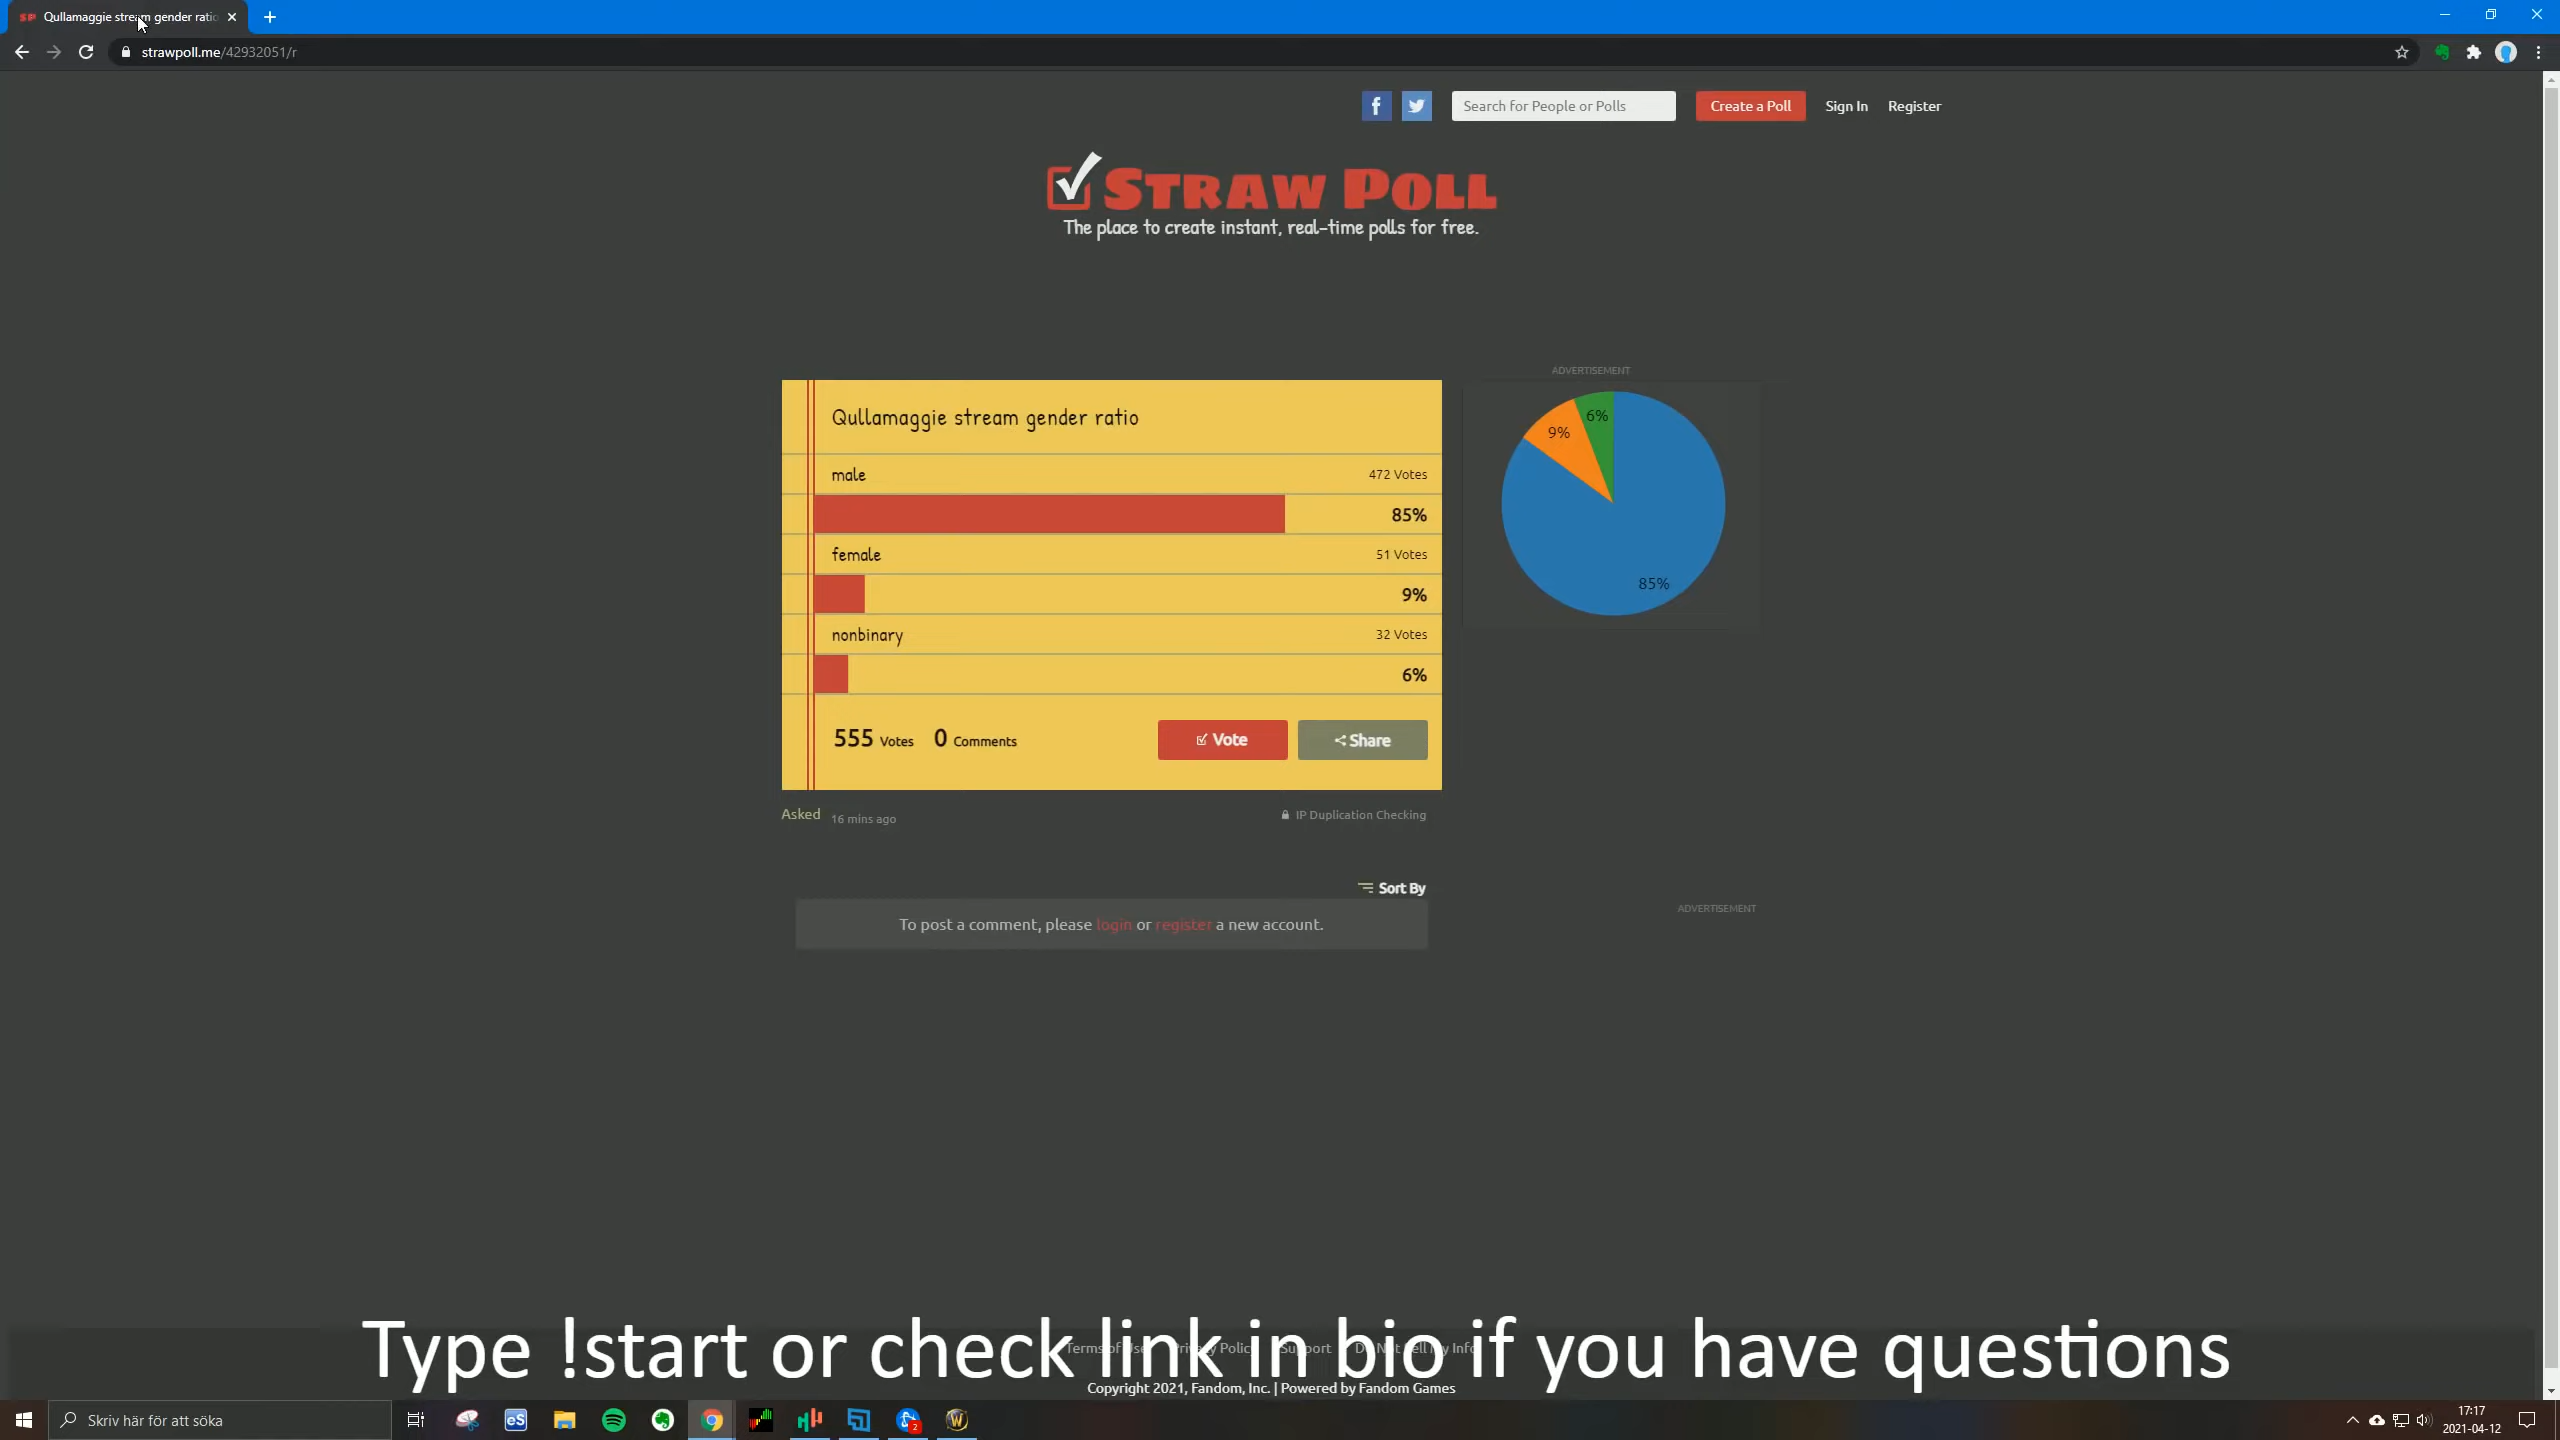 Qullamaggie stream gender ratio
strawpoll.me/42932051/r
Search for People or Polls
Create a Poll
Sign In
Register
STRAW POLL
The place to create instant, real-time polls for free.
ADVERTISEMENT
Qullamaggie stream gender ratio
male 472 Votes
85%
female 51 Votes
9%
nonbinary 32 Votes
6%
555 Votes 0 Comments
Vote
Share
6%
9%
85%
Asked 16 mins ago
IP Duplication Checking
Sort By
To post a comment, please login or register a new account.
ADVERTISEMENT
Type !start or check link in bio if you have questions
Support
Copyright 2021, Fandom, Inc. | Powered by Fandom Games
Skriv här för att söka
eS
2
W
17:17
2021-04-12